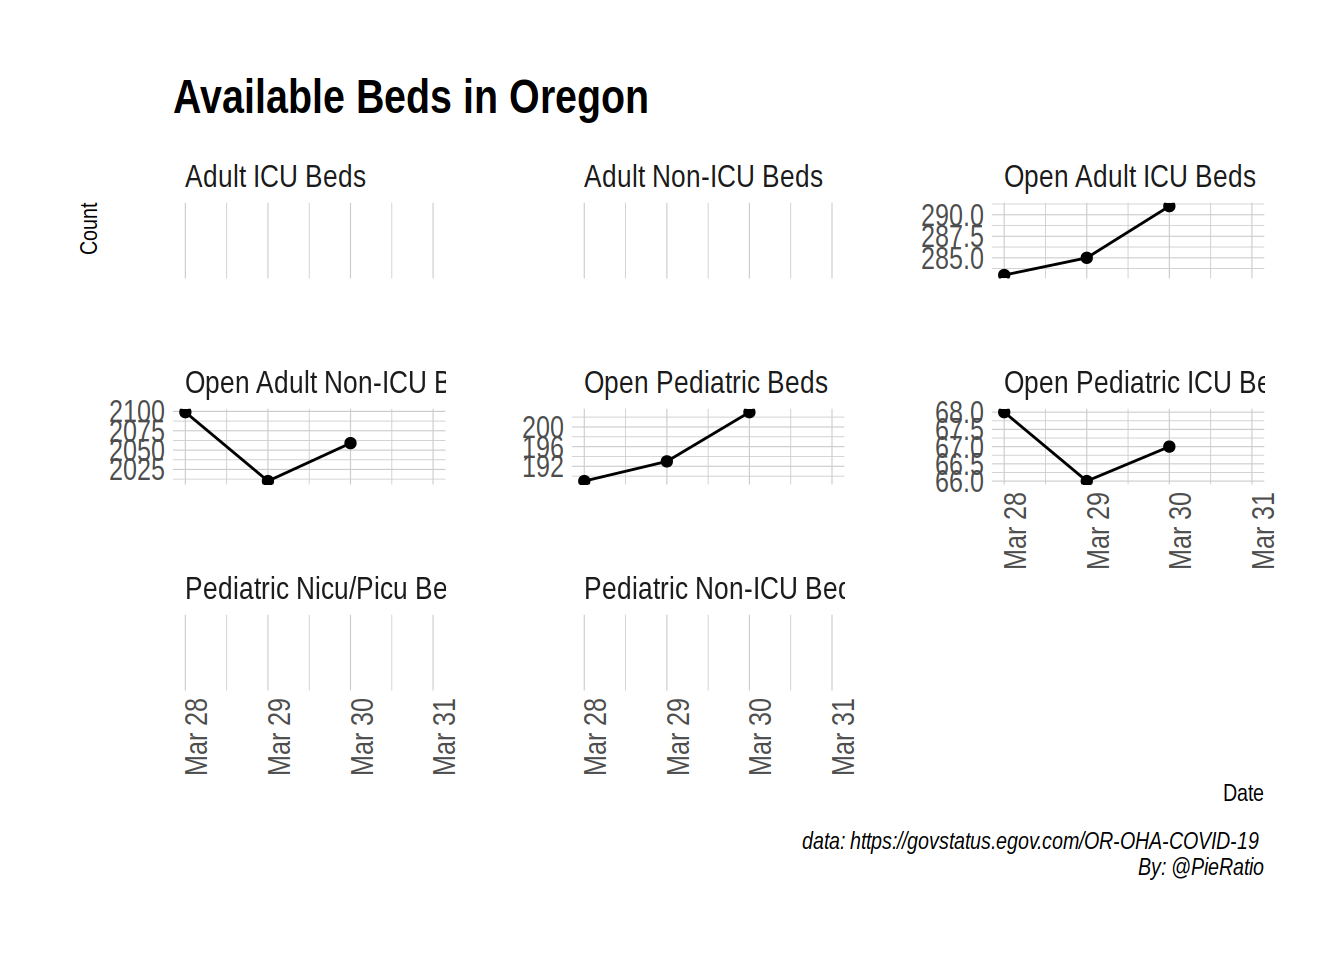 Available Beds in Oregon
Count
Adult ICU Beds
Adult Non-ICU Beds
Open Adult ICU Beds
290.0
287.5
285.0
Open Adult Non-ICU B
2100
2075
2050
2025
Open Pediatric Beds
200
196
192
Open Pediatric ICU Be
68.0
67.5
67.0
66.5
66.0
Mar 28
Mar 29
Mar 30
Mar 31
Pediatric Nicu/Picu Be
Mar 28
Mar 29
Mar 30
Mar 31
Pediatric Non-ICU Bed
Mar 28
Mar 29
Mar 30
Mar 31
Date
data: https://govstatus.egov.com/OR-OHA-COVID-19
By: @PieRatio